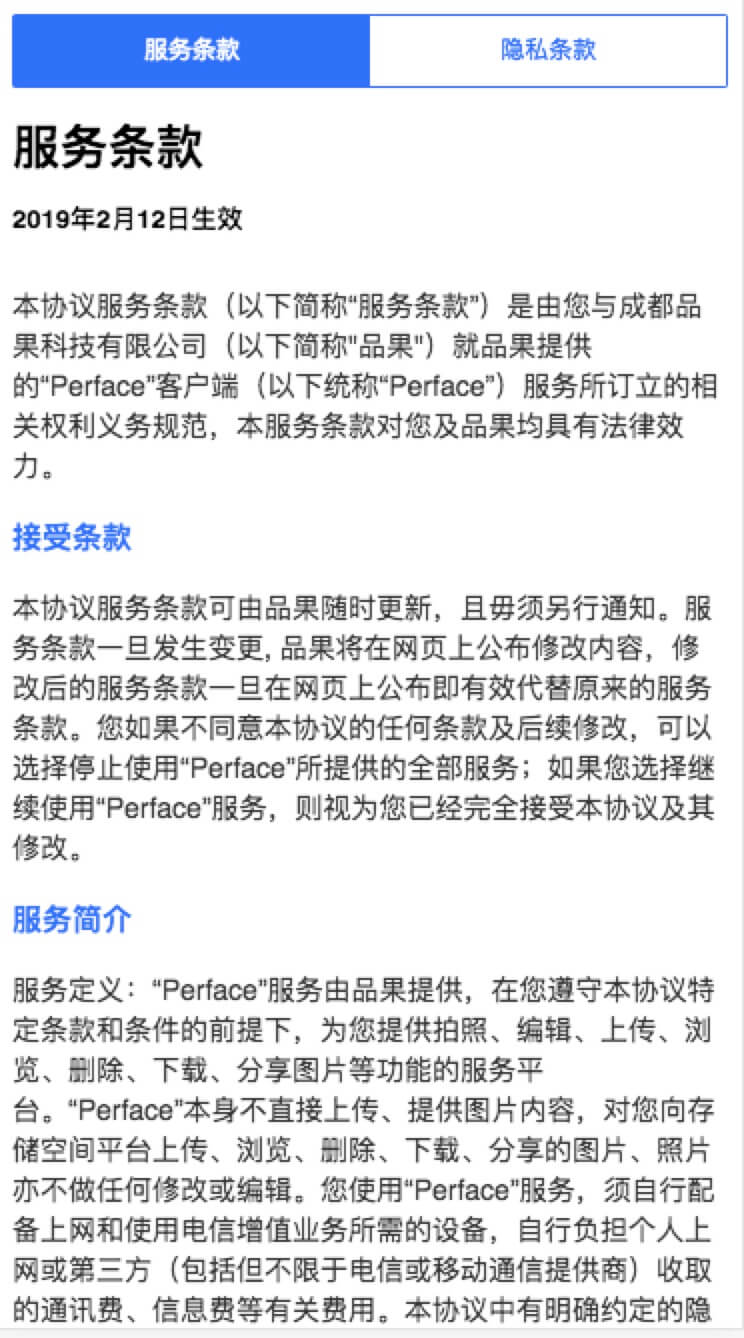 服务条款
隐私条款
服务条款
2019年2月12日生效
本协议服务条款（以下简称“服务条款”）是由您与成都品
果科技有限公司（以下简称"品果"）就品果提供
的“Perface”客户端（以下统称“Perface”）服务所订立的相
关权利义务规范，本服务条款对您及品果均具有法律效
力。
接受条款
本协议服务条款可由品果随时更新，且毋须另行通知。服
务条款一旦发生变更, 品果将在网页上公布修改内容，修
改后的服务条款一旦在网页上公布即有效代替原来的服务
条款。您如果不同意本协议的任何条款及后续修改，可以
选择停止使用“Perface”所提供的全部服务；如果您选择继
续使用“Perface”服务，则视为您已经完全接受本协议及其
修改。
服务简介
服务定义：“Perface”服务由品果提供，在您遵守本协议特
定条款和条件的前提下，为您提供拍照、编辑、上传、浏
览、删除、下载、分享图片等功能的服务平
台。“Perface”本身不直接上传、提供图片内容，对您向存
储空间平台上传、浏览、删除、下载、分享的图片、照片
亦不做任何修改或编辑。您使用“Perface”服务，须自行配
备上网和使用电信增值业务所需的设备，自行负担个人上
网或第三方（包括但不限于电信或移动通信提供商）收取
的通讯费、信息费等有关费用。本协议中有明确约定的隐